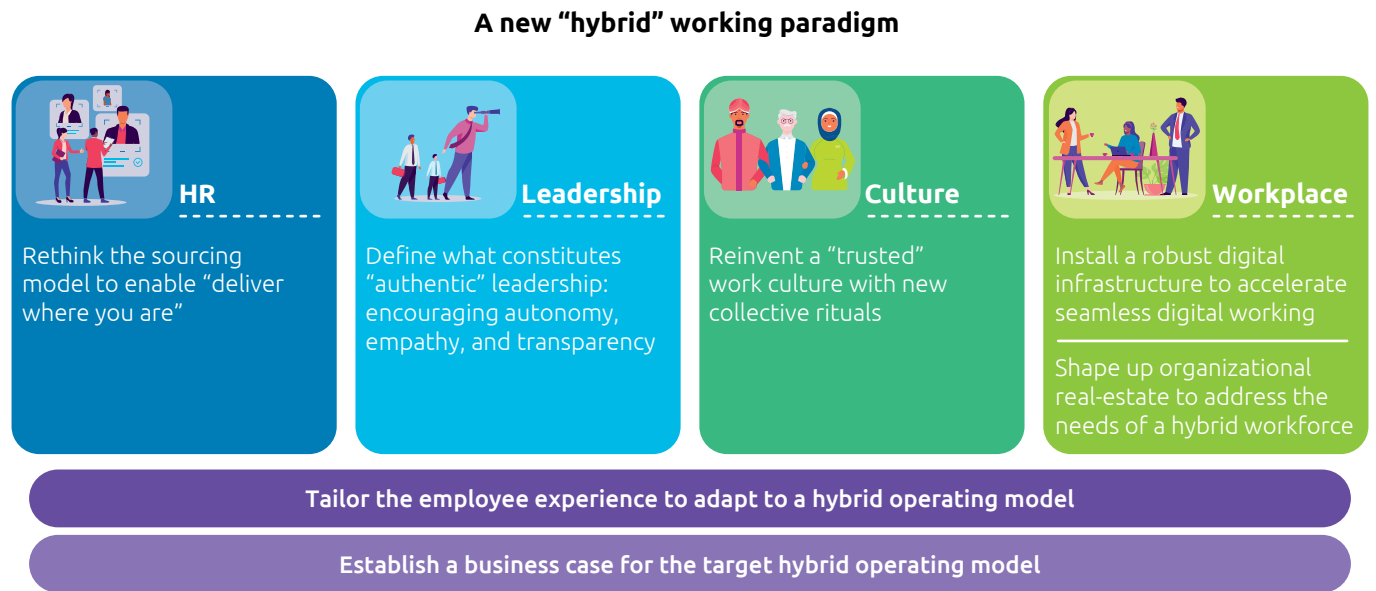 A new “hybrid” working paradigm
HR
Rethink the sourcing
model to enable “deliver
where you are”
Leadership
Define what constitutes
“authentic” leadership:
encouraging autonomy,
empathy, and transparency
Culture
Reinvent a “trusted”
work culture with new
collective rituals
Workplace
Install a robust digital
infrastructure to accelerate
seamless digital working
Shape up organizational
real-estate to address the
needs of a hybrid workforce
Tailor the employee experience to adapt to a hybrid operating model
Establish a business case for the target hybrid operating model